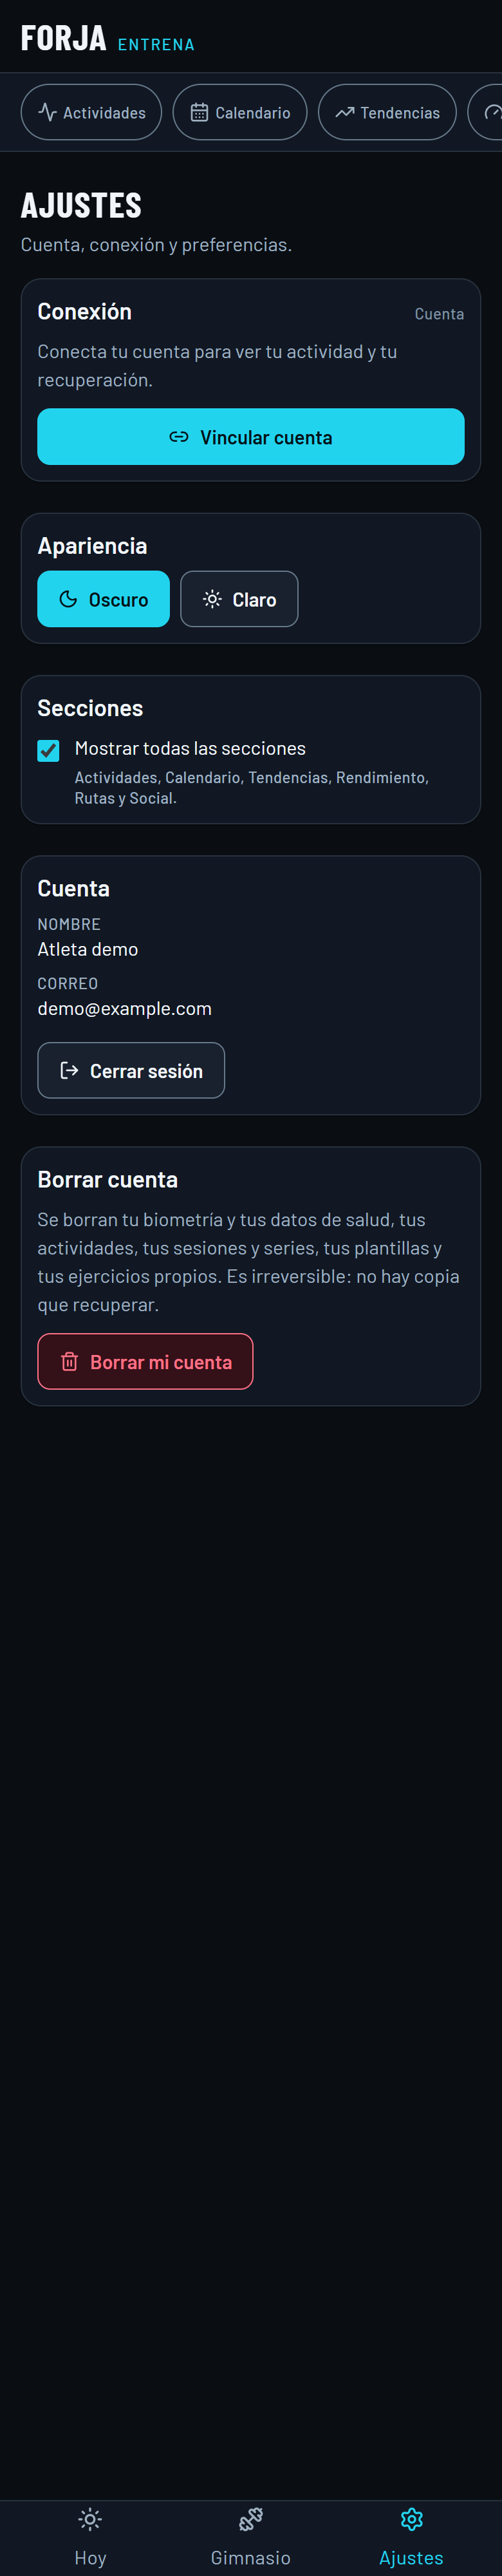 FORJA ENTRENA
Actividades Calendario Tendencias
AJUSTES
Cuenta, conexión y preferencias.
Conexión Cuenta
Conecta tu cuenta para ver tu actividad y tu
recuperación.
Vincular cuenta
Apariencia
Oscuro Claro
Secciones
Mostrar todas las secciones
Actividades, Calendario, Tendencias, Rendimiento,
Rutas y Social.
Cuenta
NOMBRE
Atleta demo
CORREO
demo@example.com
Cerrar sesión
Borrar cuenta
Se borran tu biometría y tus datos de salud, tus
actividades, tus sesiones y series, tus plantillas y
tus ejercicios propios. Es irreversible: no hay copia
que recuperar.
Borrar mi cuenta
Hoy Gimnasio Ajustes